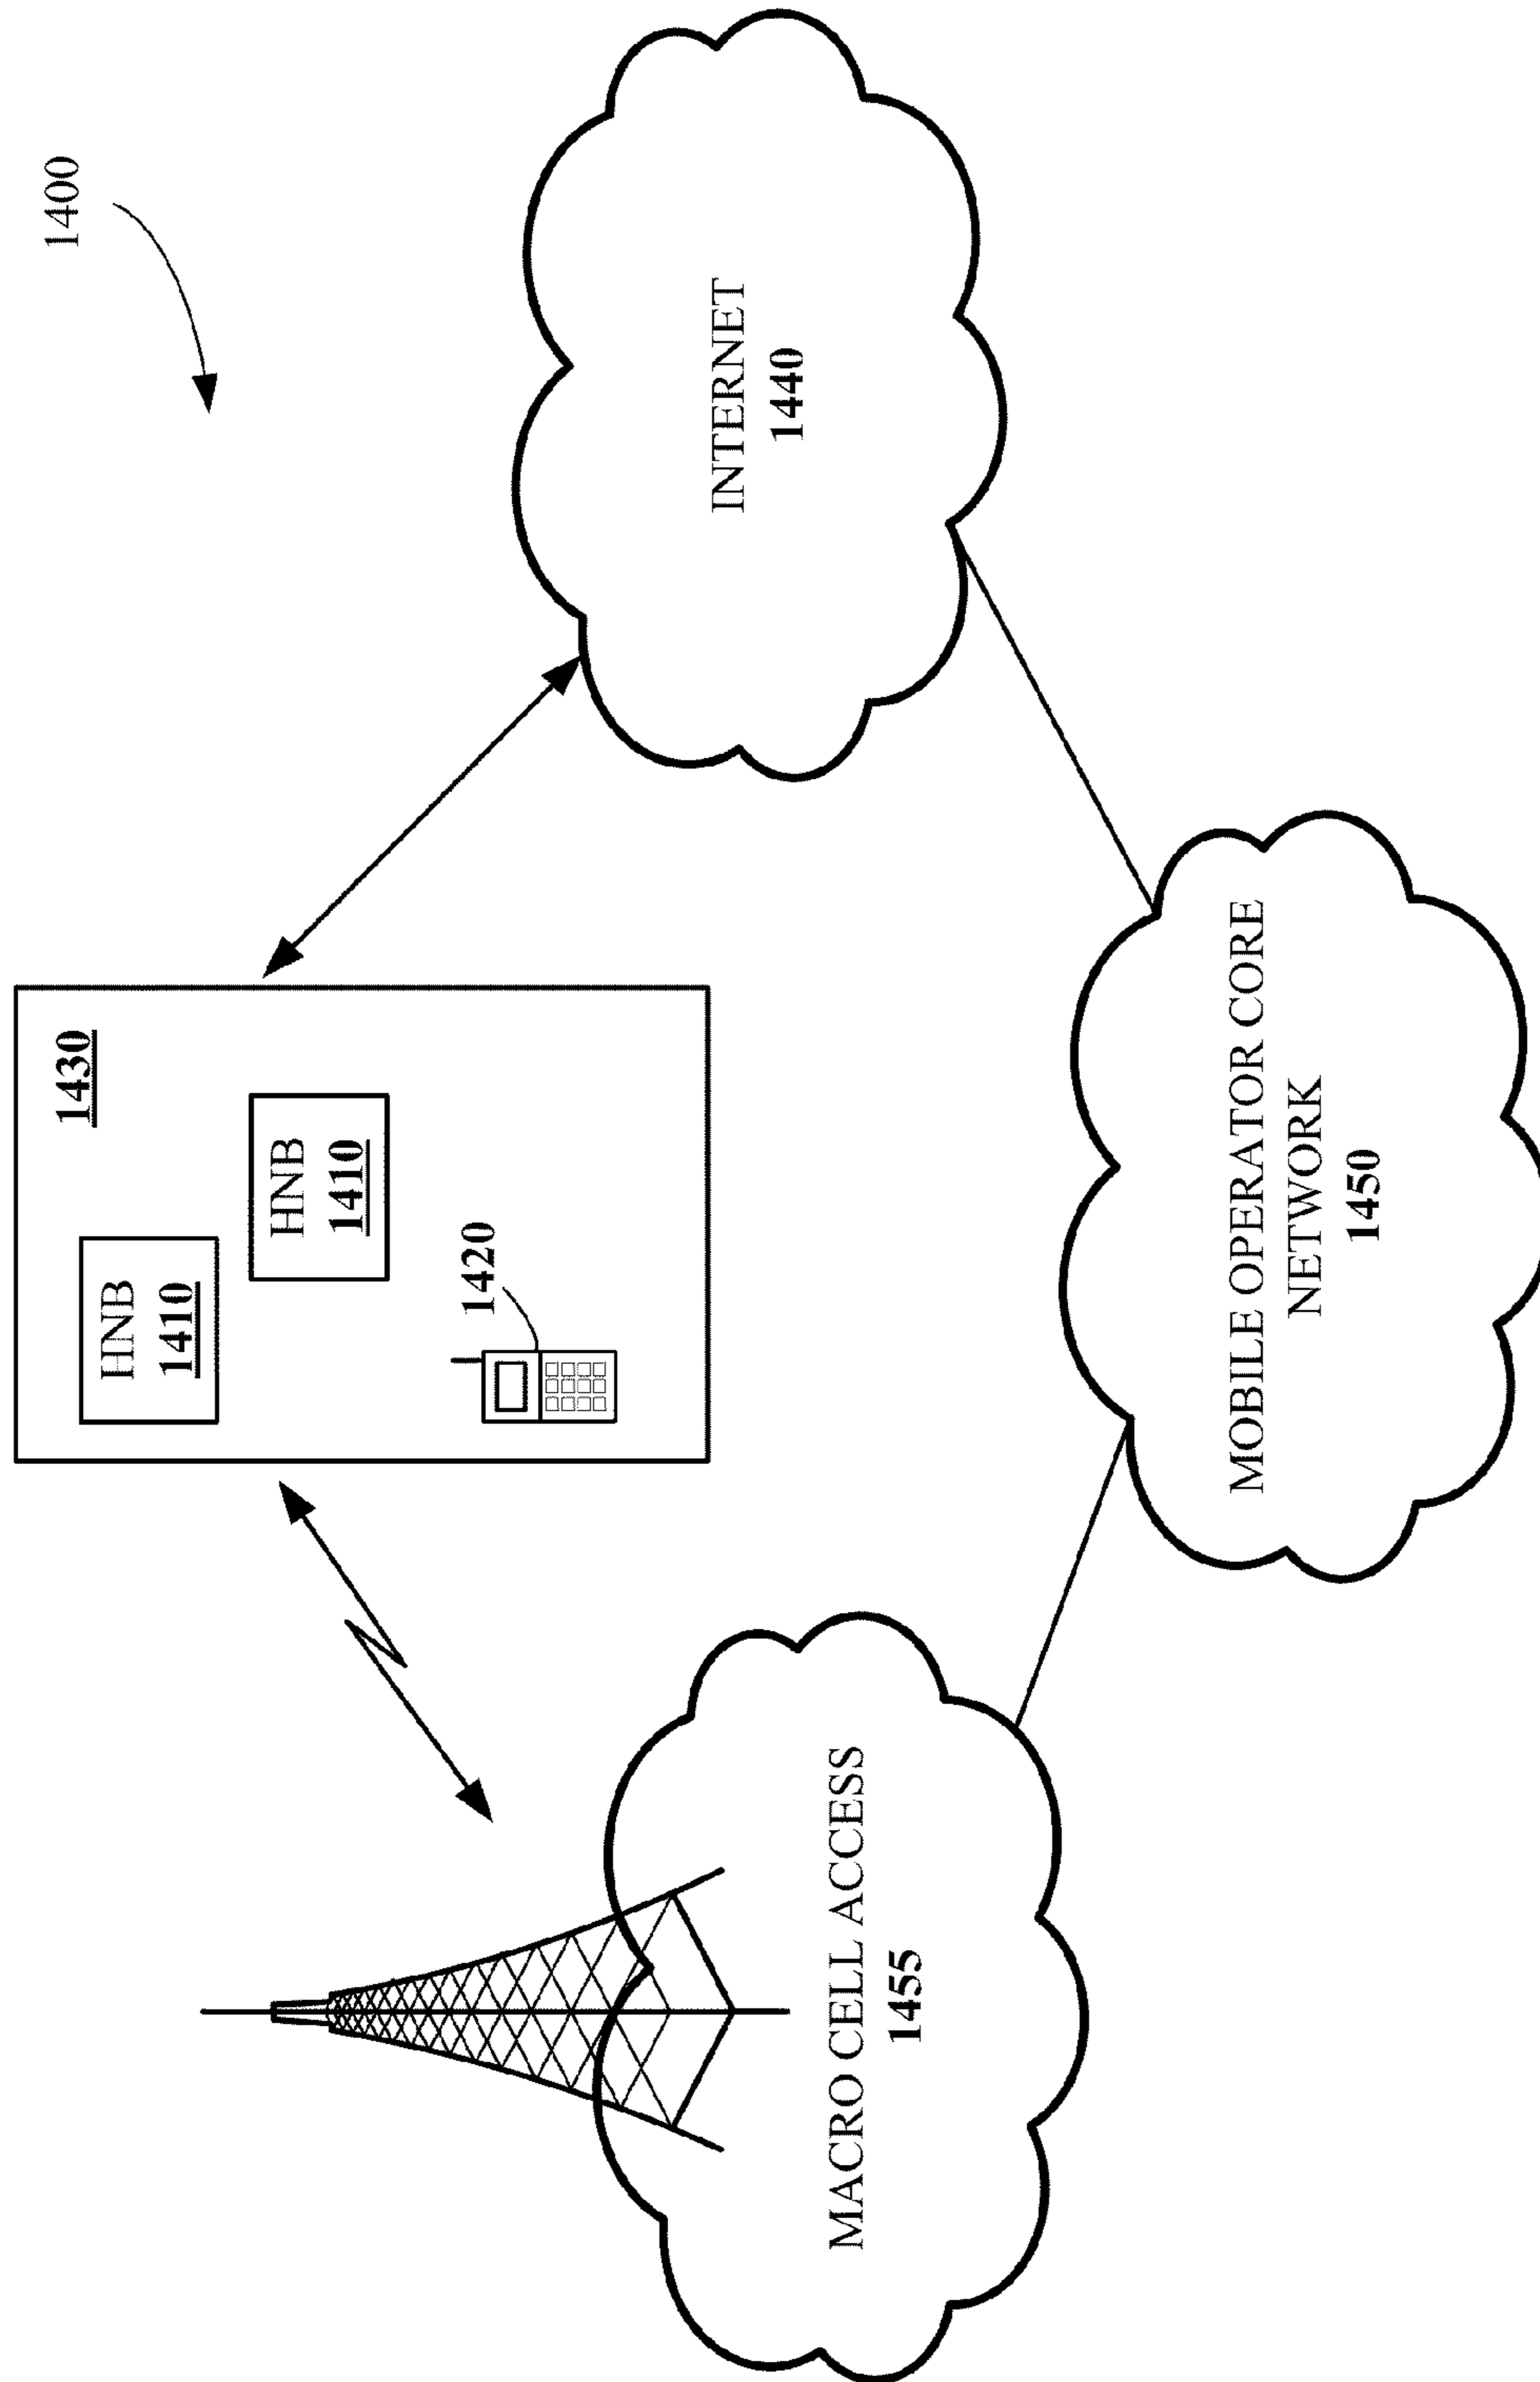 1400
1430
HNB
1410
HNB
1410
1420
INTERNET
1440
MACRO CELL ACCESS
1455
MOBILE OPERATOR CORE
NETWORK
1450